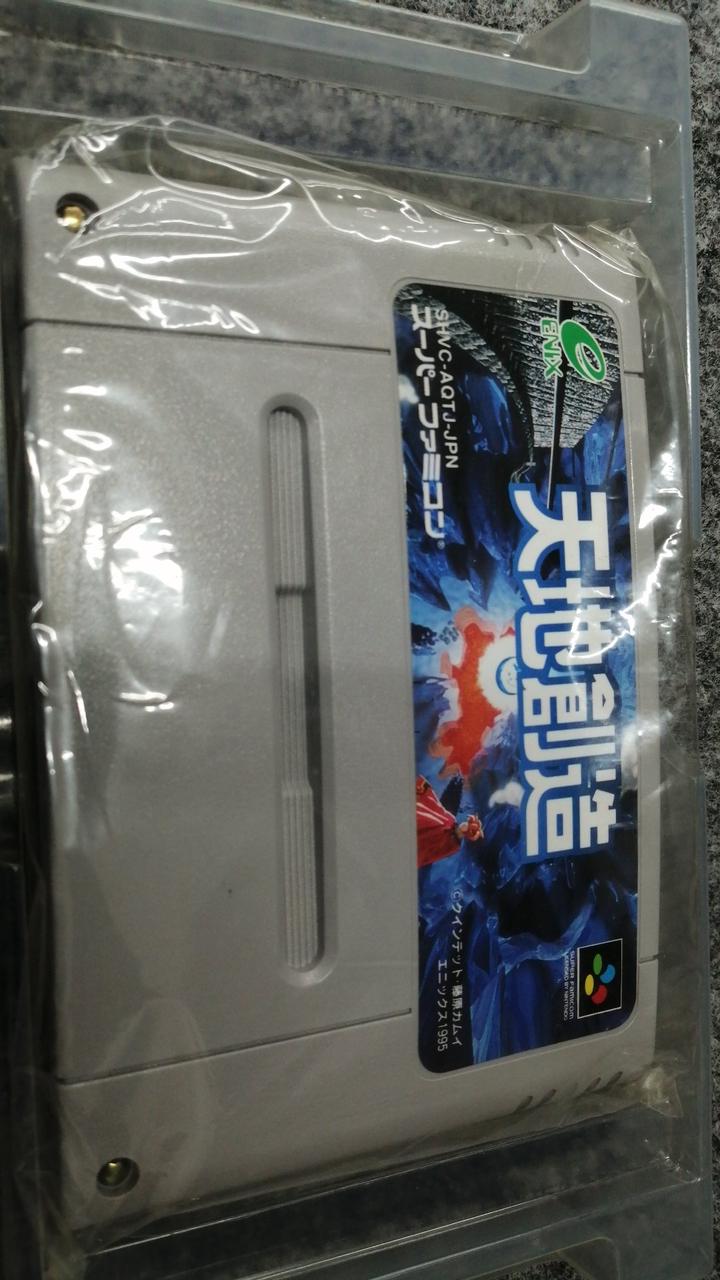 ENIX
天地創造
SHVC-AQTJ-JPN
スーパーファミコン®
SUPER Famicom
LICENSED BY NINTENDO
©クインテット・藤原カムイ
エニックス1995